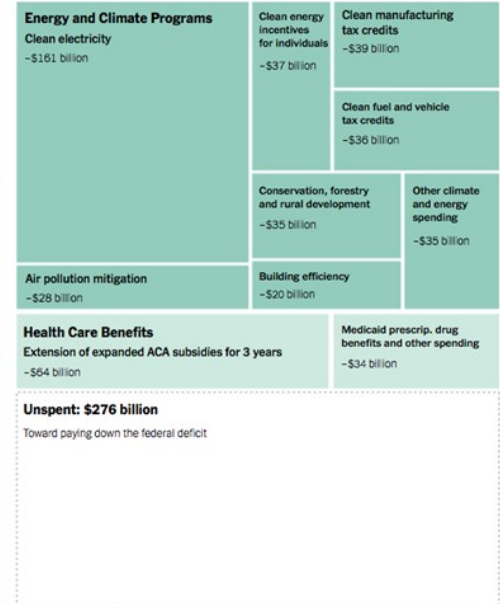 Energy and Climate Programs
Clean electricity
–$161 billion
Clean energy
incentives
for individuals
–$37 billion
Clean manufacturing
tax credits
–$39 billion
Clean fuel and vehicle
tax credits
–$36 billion
Conservation, forestry
and rural development
–$35 billion
Other climate
and energy
spending
–$35 billion
Air pollution mitigation
–$28 billion
Building efficiency
–$20 billion
Health Care Benefits
Extension of expanded ACA subsidies for 3 years
–$64 billion
Medicaid prescrip. drug
benefits and other spending
–$34 billion
Unspent: $276 billion
Toward paying down the federal deficit